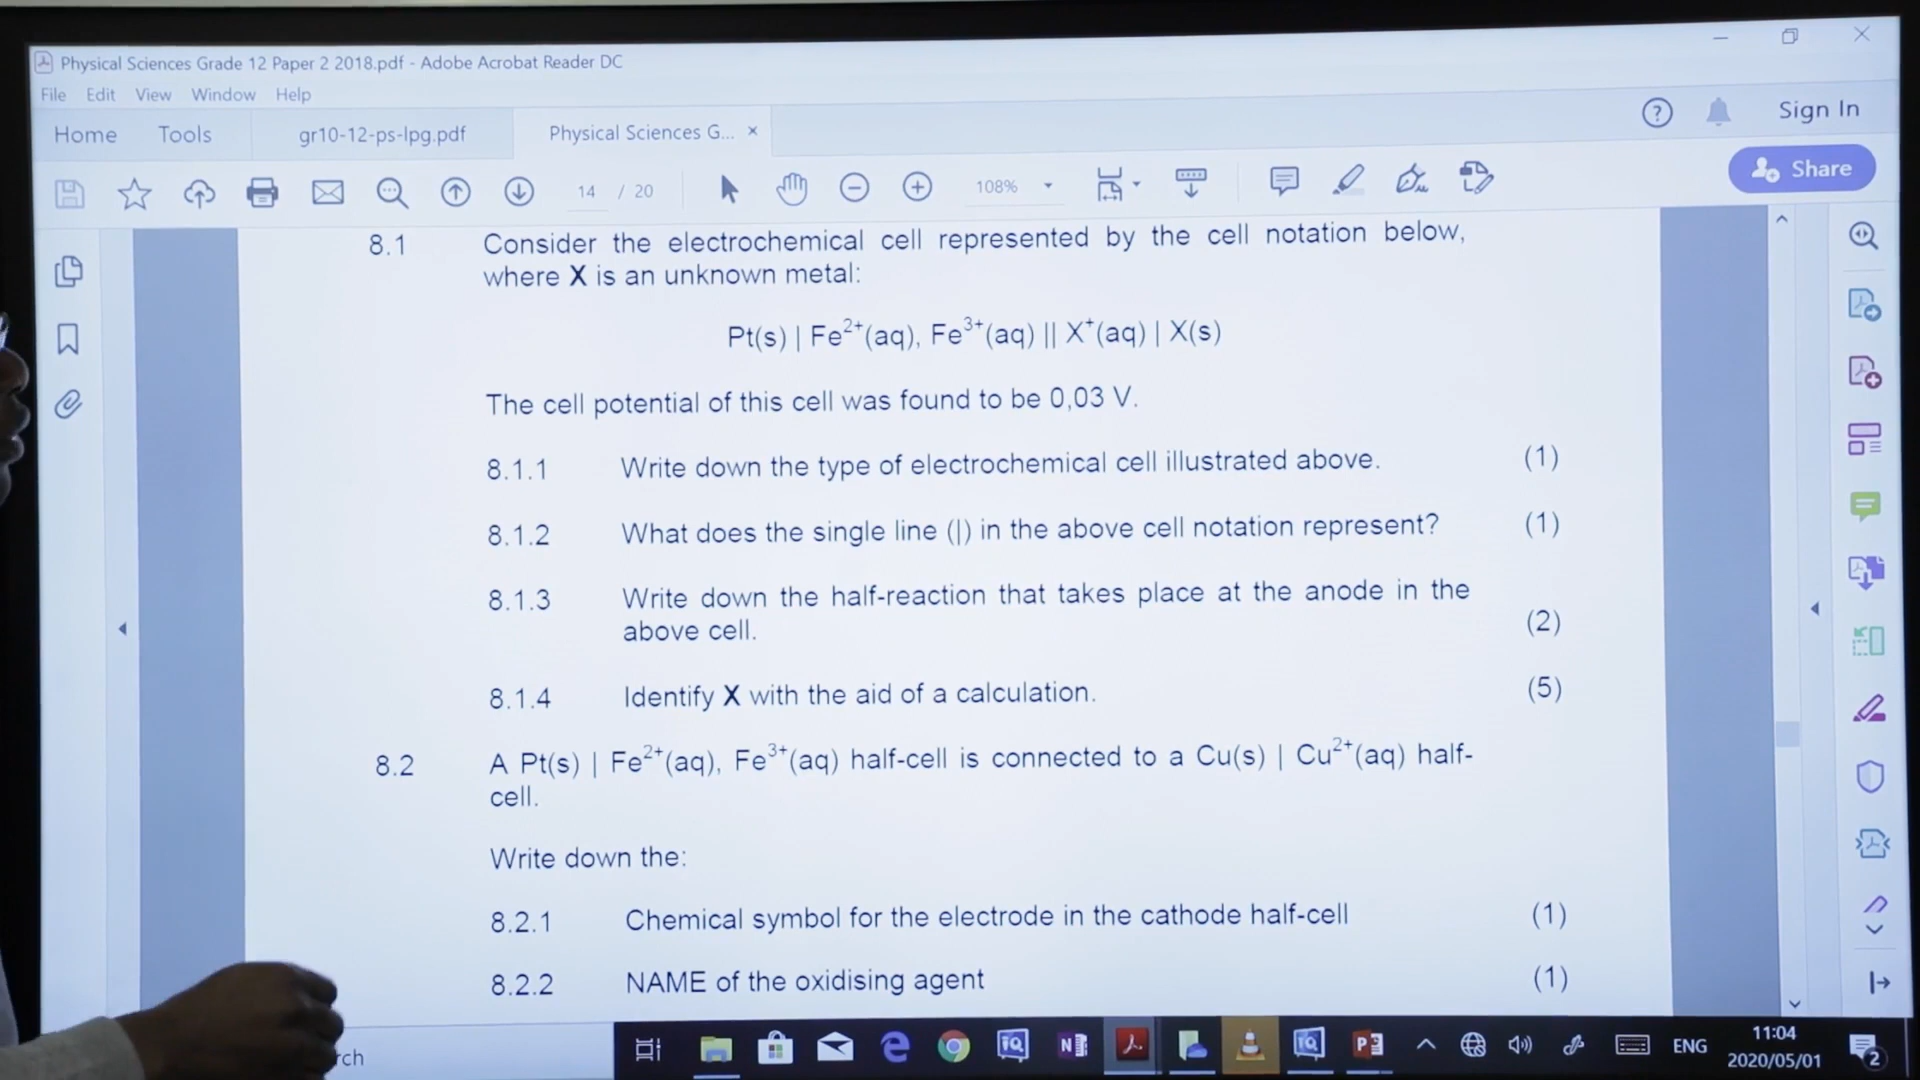 Physical Sciences Grade 12 Paper 2 2018.pdf - Adobe Acrobat Reader DC
File Edit View Window Help
Home Tools gr10-12-ps-lpg.pdf Physical Sciences G... × Sign In
14 / 20 108% Share
8.1 Consider the electrochemical cell represented by the cell notation below,
where X is an unknown metal:
Pt(s) | Fe²⁺(aq), Fe³⁺(aq) || X⁺(aq) | X(s)
The cell potential of this cell was found to be 0,03 V.
8.1.1 Write down the type of electrochemical cell illustrated above. (1)
8.1.2 What does the single line (|) in the above cell notation represent? (1)
8.1.3 Write down the half-reaction that takes place at the anode in the
above cell. (2)
8.1.4 Identify X with the aid of a calculation. (5)
8.2 A Pt(s) | Fe²⁺(aq), Fe³⁺(aq) half-cell is connected to a Cu(s) | Cu²⁺(aq) half-
cell.
Write down the:
8.2.1 Chemical symbol for the electrode in the cathode half-cell (1)
8.2.2 NAME of the oxidising agent (1)
rch ENG 11:04
2020/05/01 2